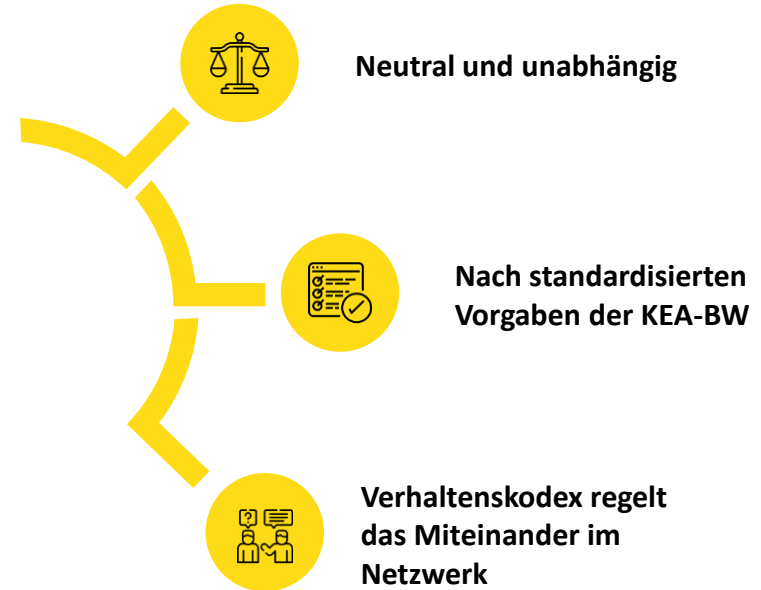 Neutral und unabhängig
Nach standardisierten
Vorgaben der KEA-BW
?
Verhaltenskodex regelt
das Miteinander im
Netzwerk